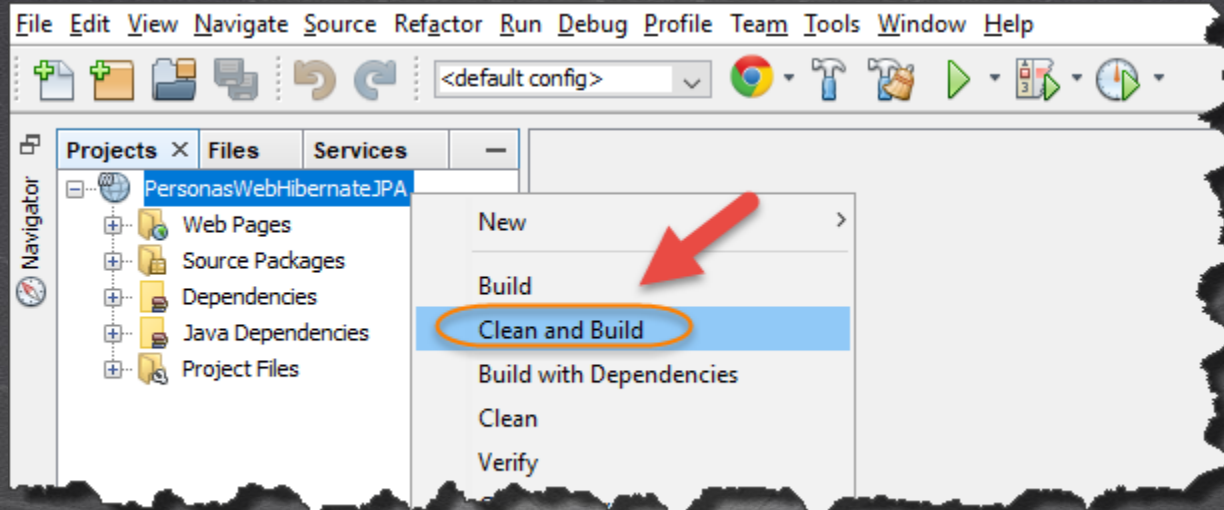 File Edit View Navigate Source Refactor Run Debug Profile Team Tools Window Help
<default config>
Projects Files Services
Navigator
PersonasWebHibernateJPA
Web Pages
Source Packages
Dependencies
Java Dependencies
Project Files
New
Build
Clean and Build
Build with Dependencies
Clean
Verify